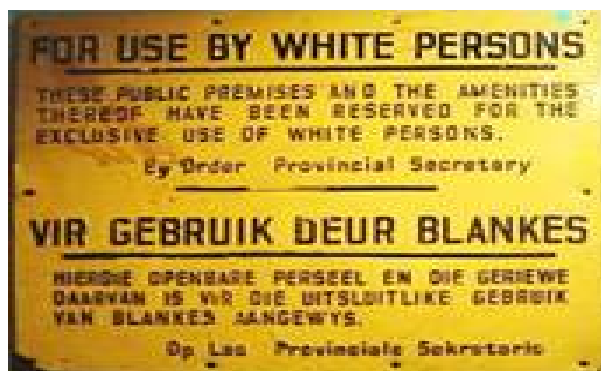 FOR USE BY WHITE PERSONS
THESE PUBLIC PREMISES AND THE AMENITIES
THEREOF HAVE BEEN RESERVED FOR THE
EXCLUSIVE USE OF WHITE PERSONS.
By Order Provincial Secretary
VIR GEBRUIK DEUR BLANKES
HIERDIE OPENBARE PERSEEL EN DIE GERIEWE
DAARVAN IS VIR DIE UITSLUITLIKE GEBRUIK
VAN BLANKES AANGEWYS.
Op Las Provinciale Sekretaris